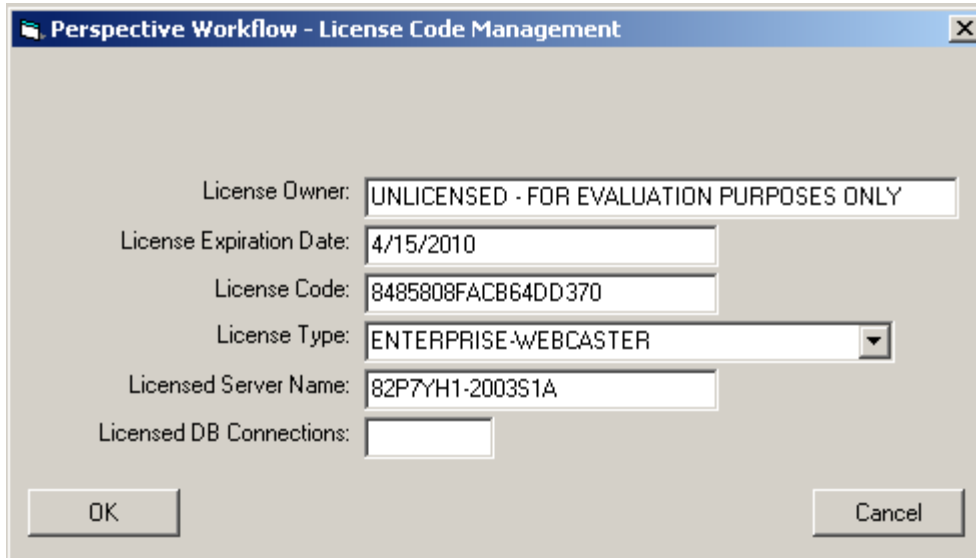 Perspective Workflow - License Code Management
License Owner: UNLICENSED - FOR EVALUATION PURPOSES ONLY
License Expiration Date: 4/15/2010
License Code: 8485808FACB64DD370
License Type: ENTERPRISE-WEBCASTER
Licensed Server Name: 82P7YH1-2003S1A
Licensed DB Connections:
OK Cancel